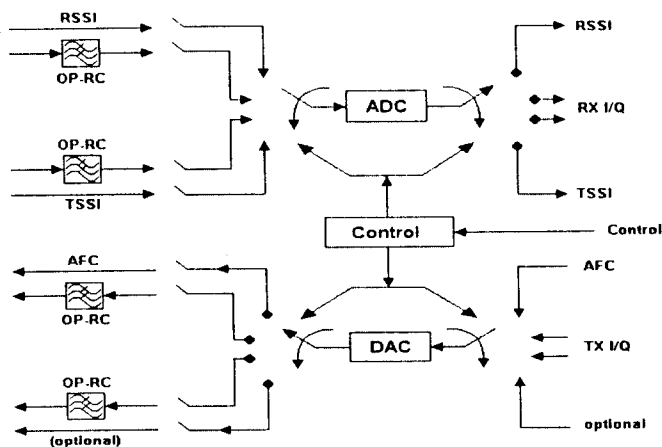 RSSI
RSSI
OP-RC
ADC
RX I/Q
OP-RC
TSSI
TSSI
Control
Control
AFC
AFC
OP-RC
DAC
TX I/Q
OP-RC
(optional)
optional